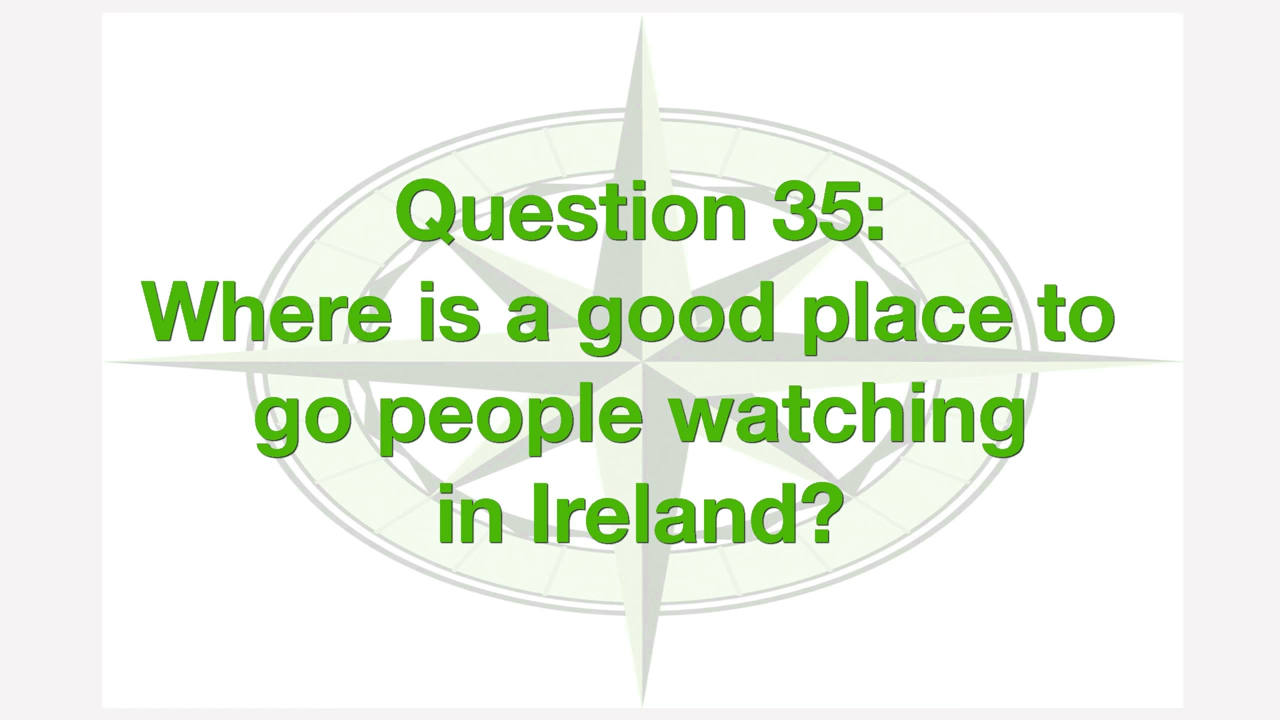 Question 35:
Where is a good place to
go people watching
in Ireland?